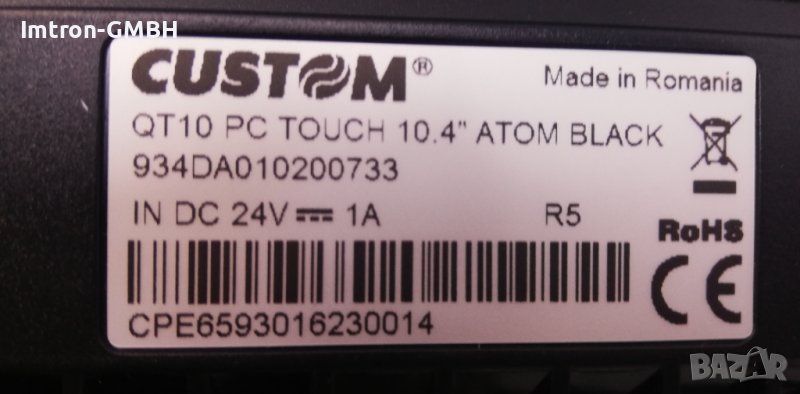 Imtron-GMBH
CUSTOM® Made in Romania
QT10 PC TOUCH 10.4" ATOM BLACK
934DA010200733
IN DC 24V ⎓ 1A R5
RoHS
CE
CPE6593016230014
BAZAR